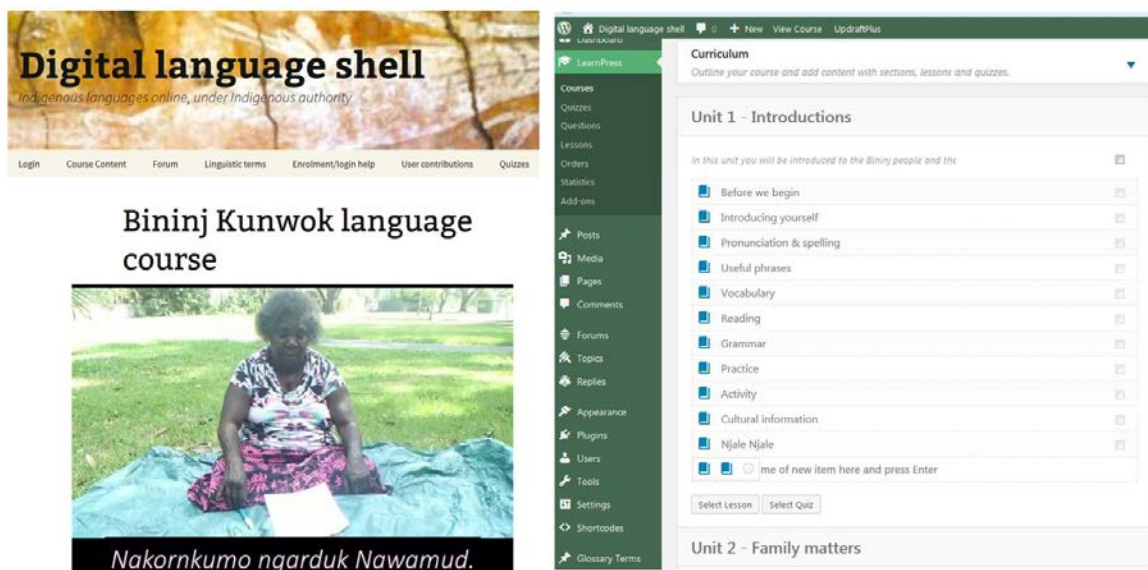 Digital language shell
Indigenous languages online, under Indigenous authority
Login Course Content Forum Linguistic terms Enrolment/login help User contributions Quizzes
Bininj Kunwok language
course
Nakornkumo ngarduk Nawamud.
Digital language shell 0 + New View Course UpdraftPlus
Dashboard
LearnPress
Courses
Quizzes
Questions
Lessons
Orders
Statistics
Add-ons
Posts
Media
Pages
Comments
Forums
Topics
Replies
Appearance
Plugins
Users
Tools
Settings
Shortcodes
Glossary Terms
Curriculum
Outline your course and add content with sections, lessons and quizzes.
Unit 1 - Introductions
In this unit you will be introduced to the Bininj people and the
Before we begin
Introducing yourself
Pronunciation & spelling
Useful phrases
Vocabulary
Reading
Grammar
Practice
Activity
Cultural information
Njale Njale
me of new item here and press Enter
Select Lesson Select Quiz
Unit 2 - Family matters